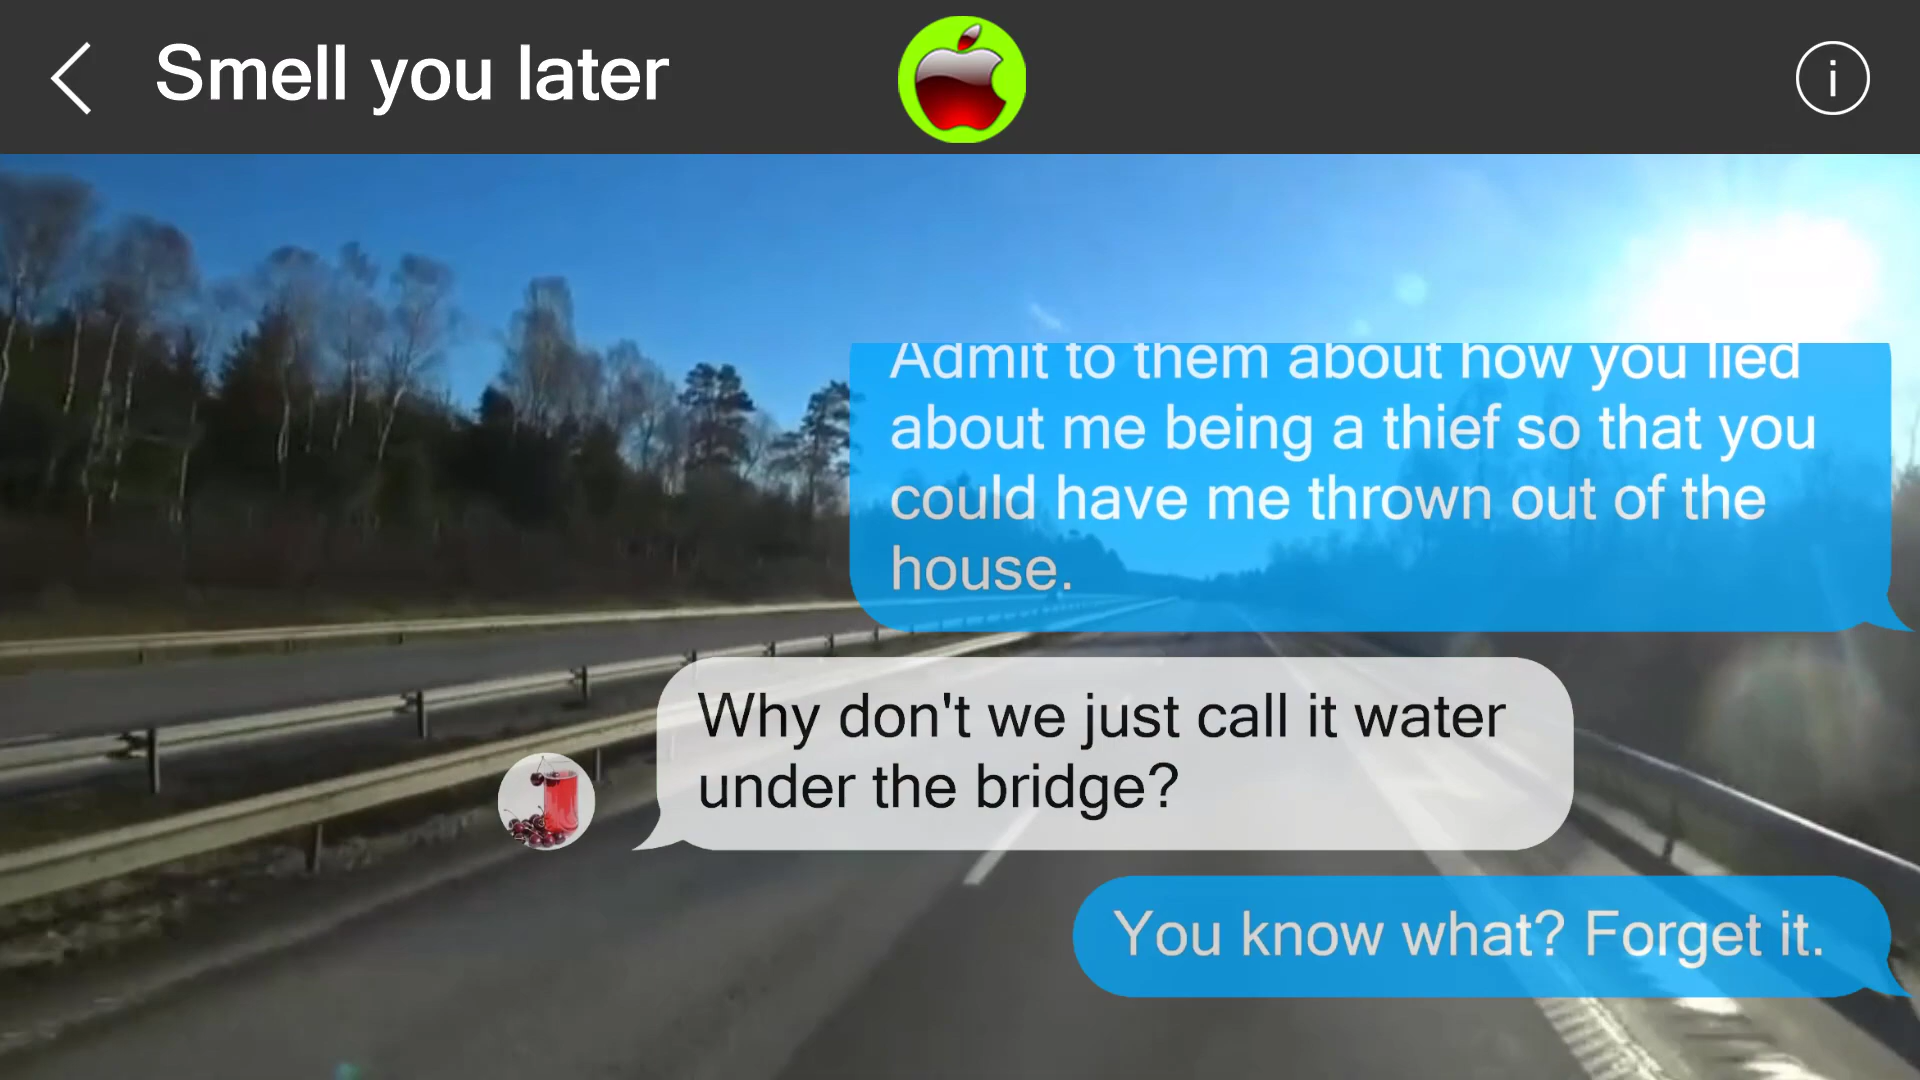 Smell you later
i
Admit to them about how you lied
about me being a thief so that you
could have me thrown out of the
house.
Why don't we just call it water
under the bridge?
You know what? Forget it.